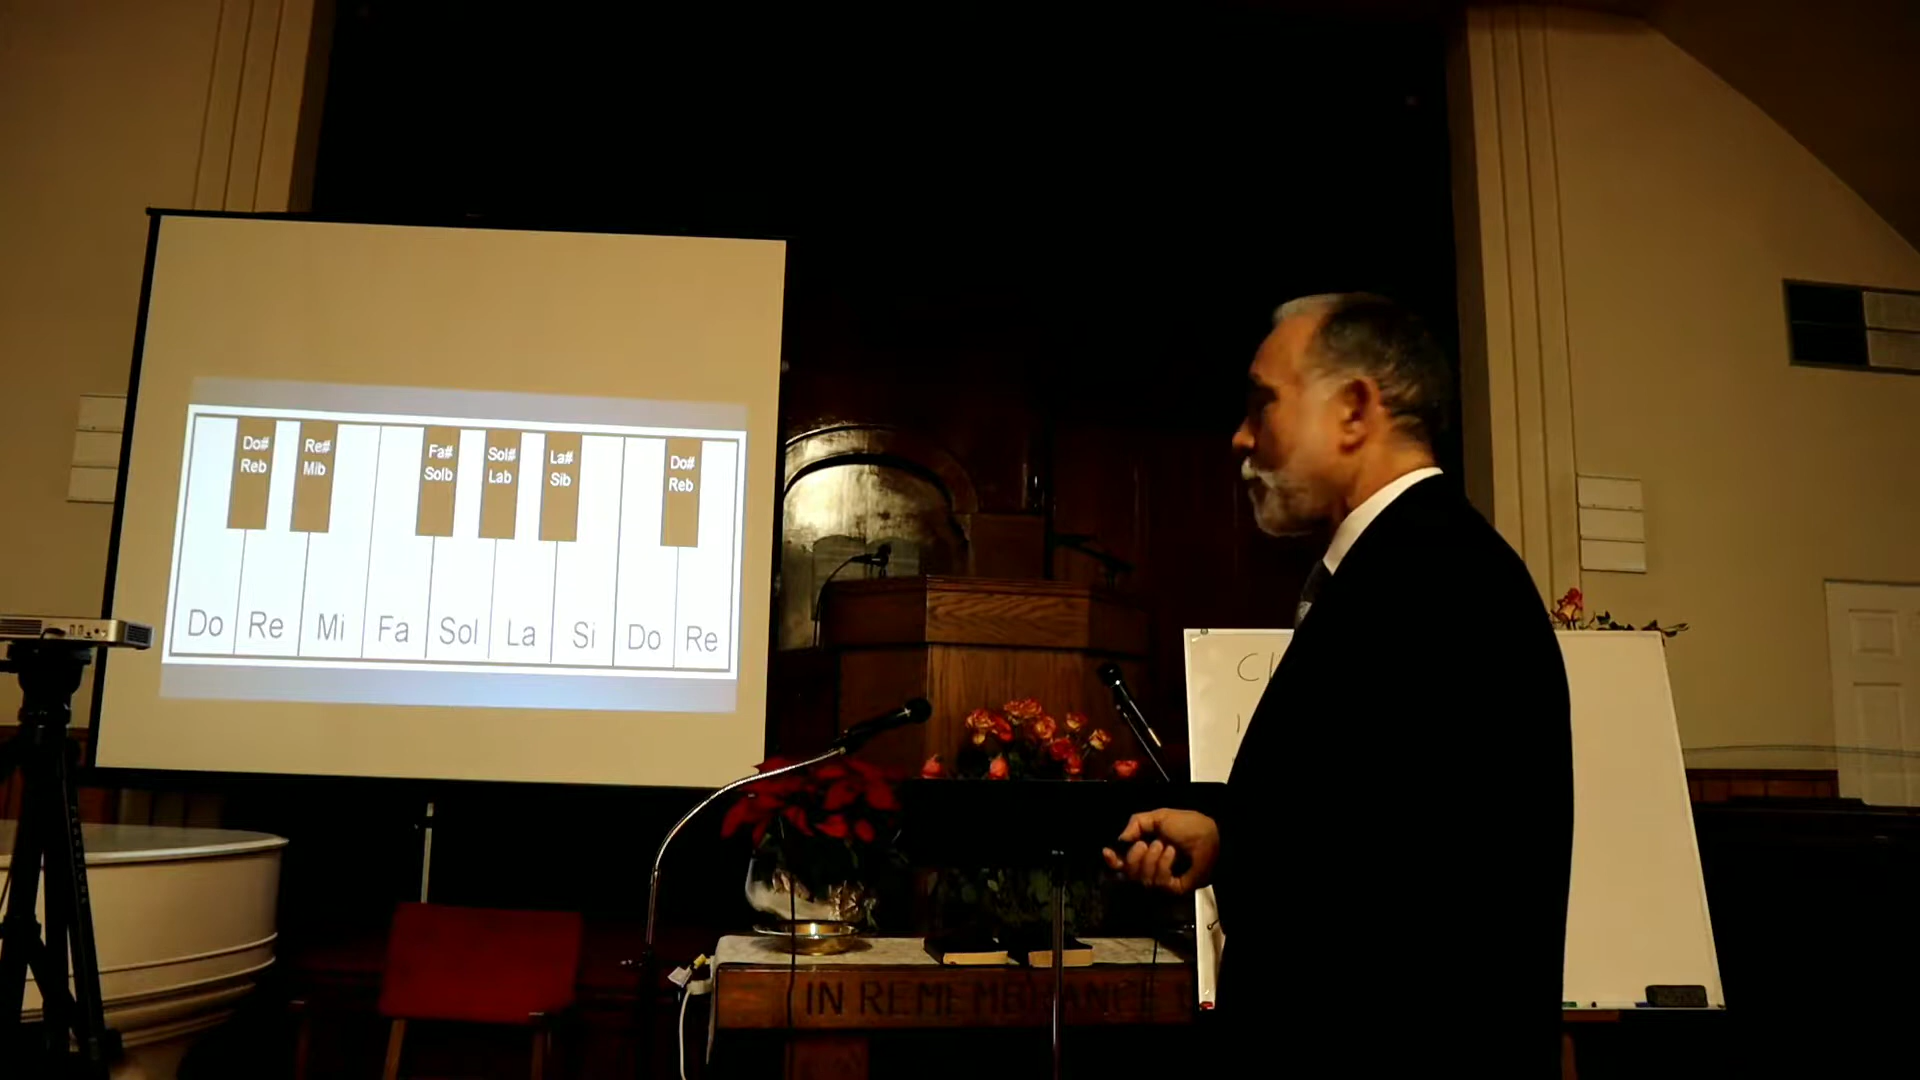 Do# Re# Fa# Sol# La# Do#
Reb Mib Solb Lab Sib Reb
Do Re Mi Fa Sol La Si Do Re
IN REMEMBRANCE